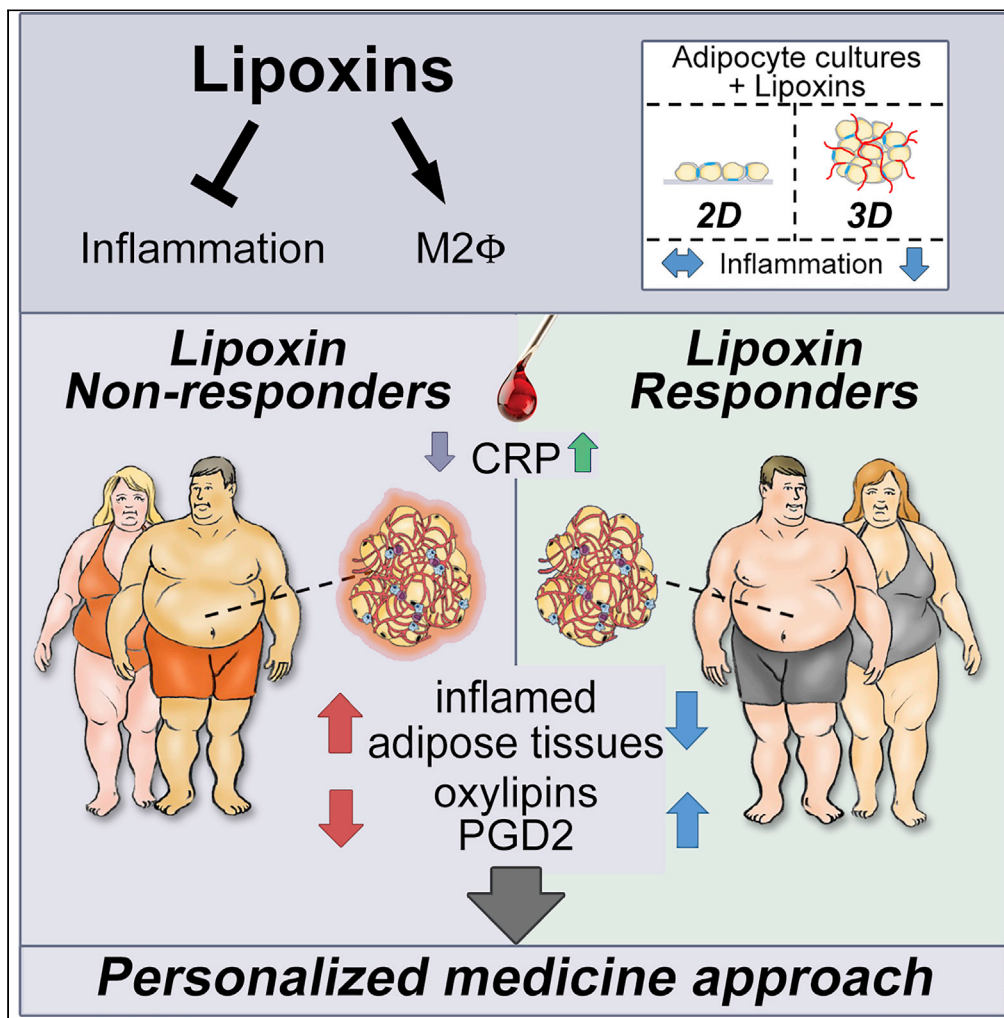 Lipoxins
Inflammation
M2Φ
Adipocyte cultures
+ Lipoxins
2D
3D
Inflammation
Lipoxin
Non-responders
Lipoxin
Responders
CRP
inflamed
adipose tissues
oxylipins
PGD2
Personalized medicine approach